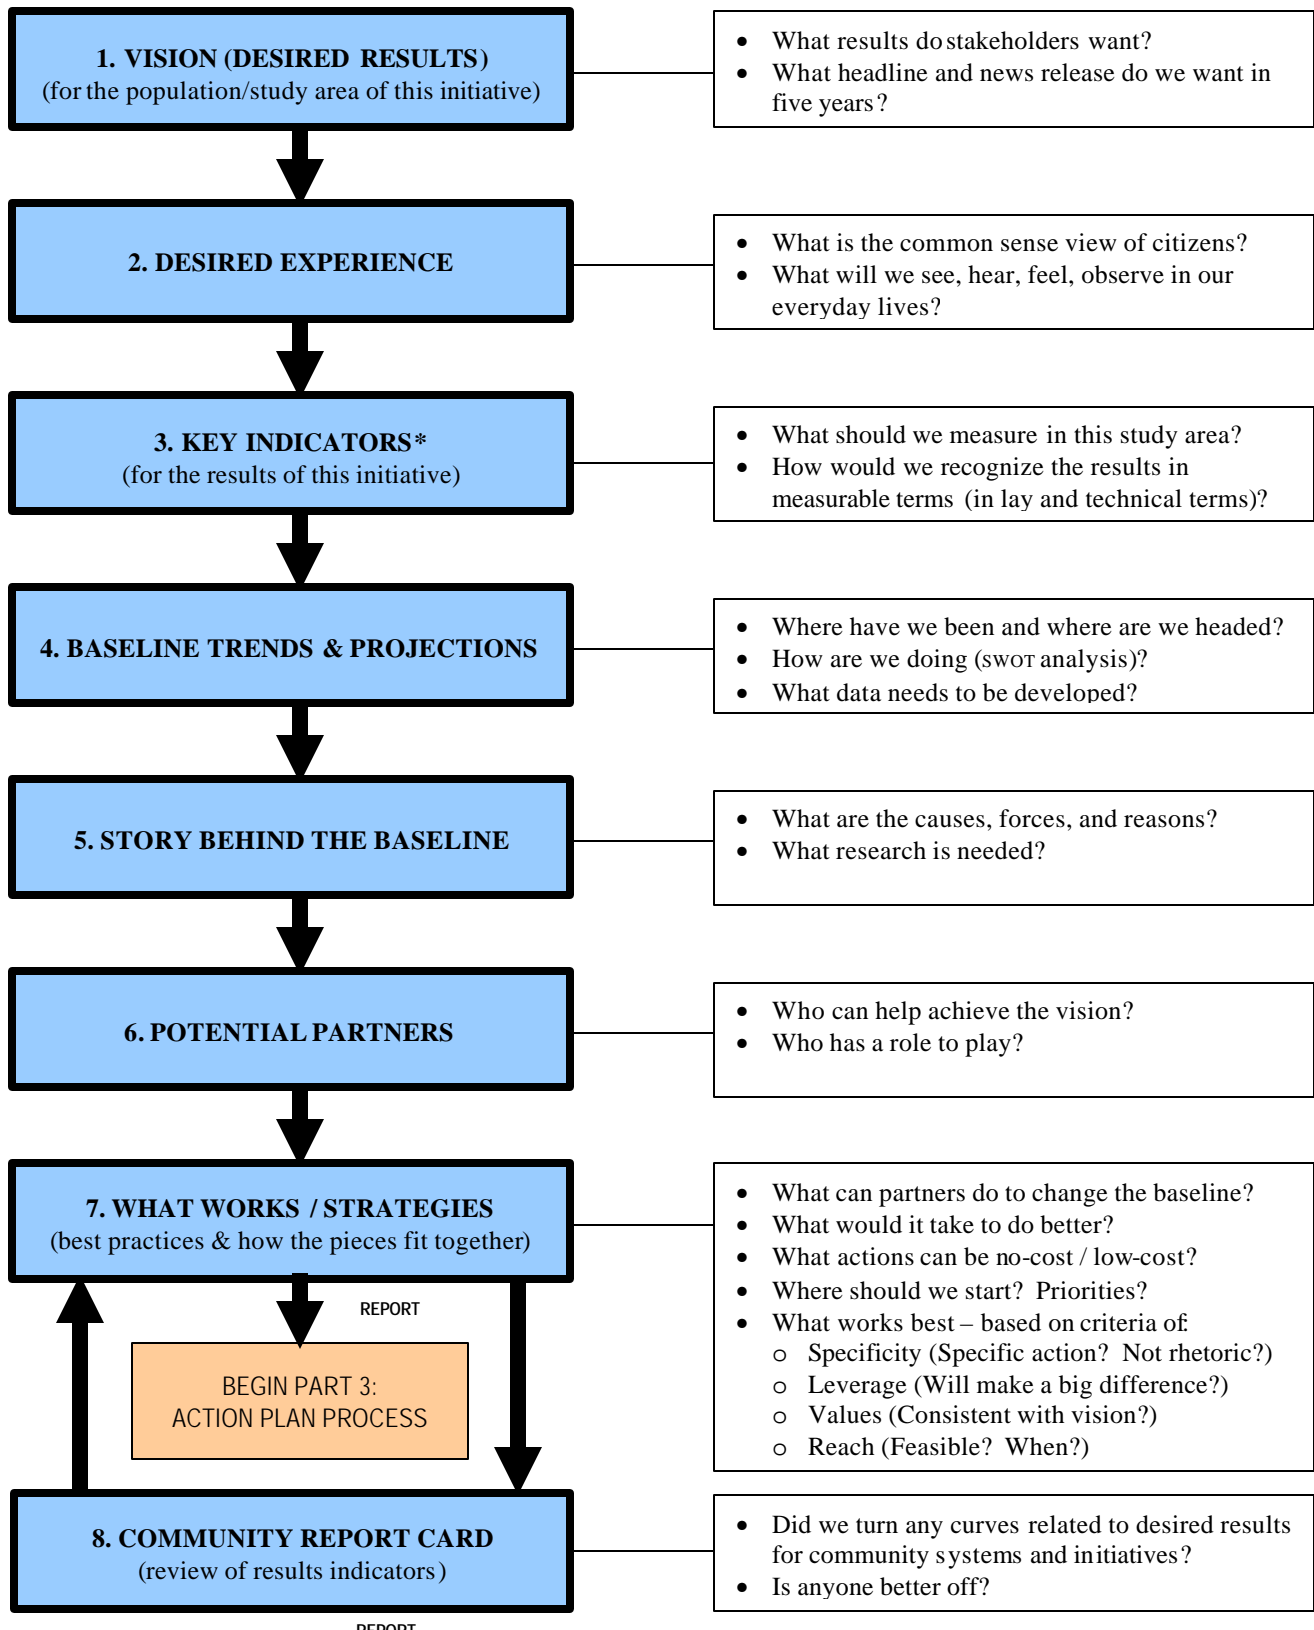 1. VISION (DESIRED RESULTS)
(for the population/study area of this initiative)
• What results do stakeholders want?
• What headline and news release do we want in
five years?
2. DESIRED EXPERIENCE
• What is the common sense view of citizens?
• What will we see, hear, feel, observe in our
everyday lives?
3. KEY INDICATORS*
(for the results of this initiative)
• What should we measure in this study area?
• How would we recognize the results in
measurable terms (in lay and technical terms)?
4. BASELINE TRENDS & PROJECTIONS
• Where have we been and where are we headed?
• How are we doing (SWOT analysis)?
• What data needs to be developed?
5. STORY BEHIND THE BASELINE
• What are the causes, forces, and reasons?
• What research is needed?
6. POTENTIAL PARTNERS
• Who can help achieve the vision?
• Who has a role to play?
7. WHAT WORKS / STRATEGIES
(best practices & how the pieces fit together)
• What can partners do to change the baseline?
• What would it take to do better?
• What actions can be no-cost / low-cost?
• Where should we start? Priorities?
• What works best – based on criteria of:
o Specificity (Specific action? Not rhetoric?)
o Leverage (Will make a big difference?)
o Values (Consistent with vision?)
o Reach (Feasible? When?)
REPORT
BEGIN PART 3:
ACTION PLAN PROCESS
8. COMMUNITY REPORT CARD
(review of results indicators)
• Did we turn any curves related to desired results
for community systems and initiatives?
• Is anyone better off?
REPORT